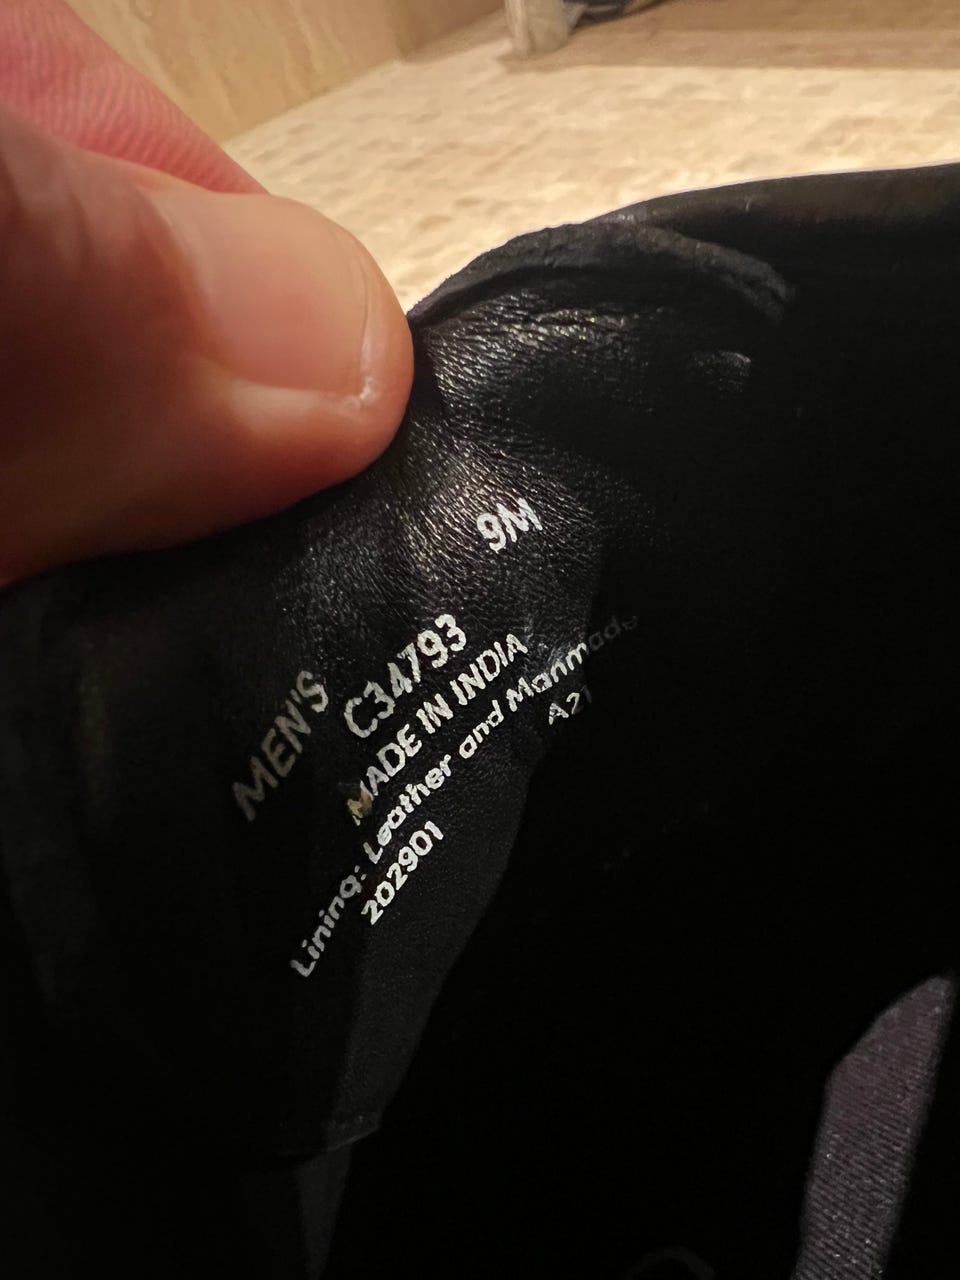 MEN'S
9M
C34793
MADE IN INDIA
Lining: Leather and Manmade
202901
A21